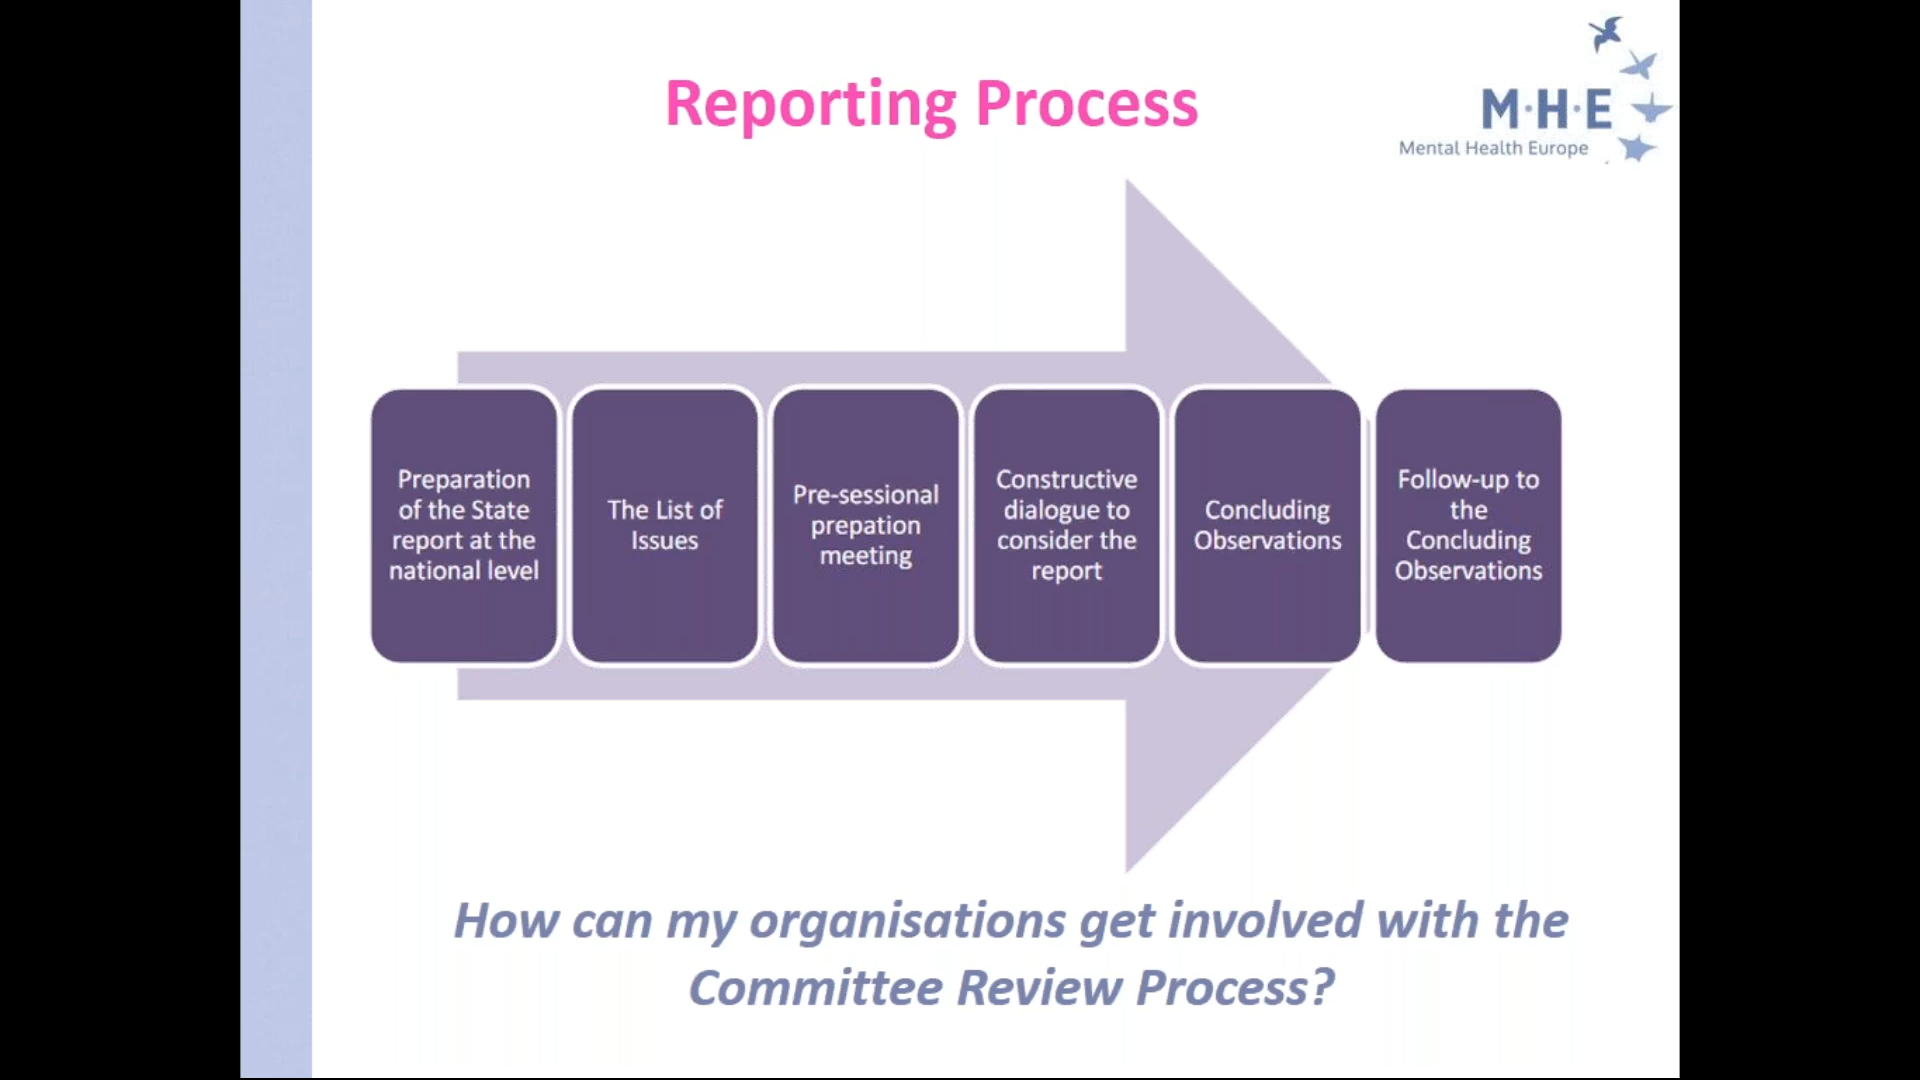 Reporting Process
M·H·E
Mental Health Europe
Preparation
of the State
report at the
national level
The List of
Issues
Pre-sessional
prepation
meeting
Constructive
dialogue to
consider the
report
Concluding
Observations
Follow-up to
the
Concluding
Observations
How can my organisations get involved with the
Committee Review Process?